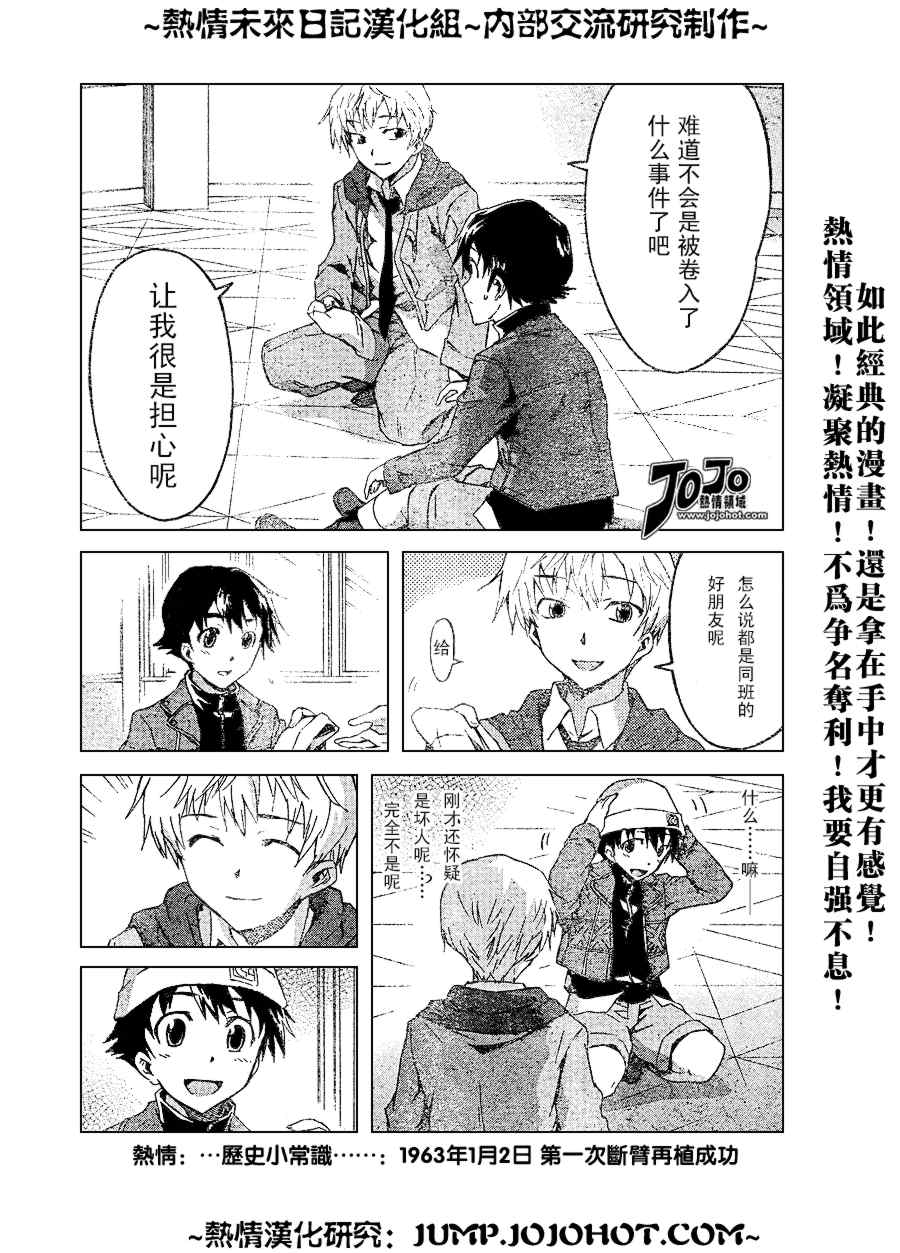 ~熱情未來日記漢化組~内部交流研究制作~
难道不会是被卷入了
什么事件了吧
让我很是担心呢
JOJO
熱情領域
www.jojohot.com
怎么说都是同班的
好朋友呢
给
什么……嘛
刚才还怀疑
是坏人呢……?
完全不是呢
如此經典的漫畫！還是拿在手中才更有感覺！
熱情領域！凝聚熱情！不爲争名奪利！我要自强不息！
熱情：…歷史小常識……：1963年1月2日 第一次斷臂再植成功
~熱情漢化研究：JUMP.JOJOHOT.COM~